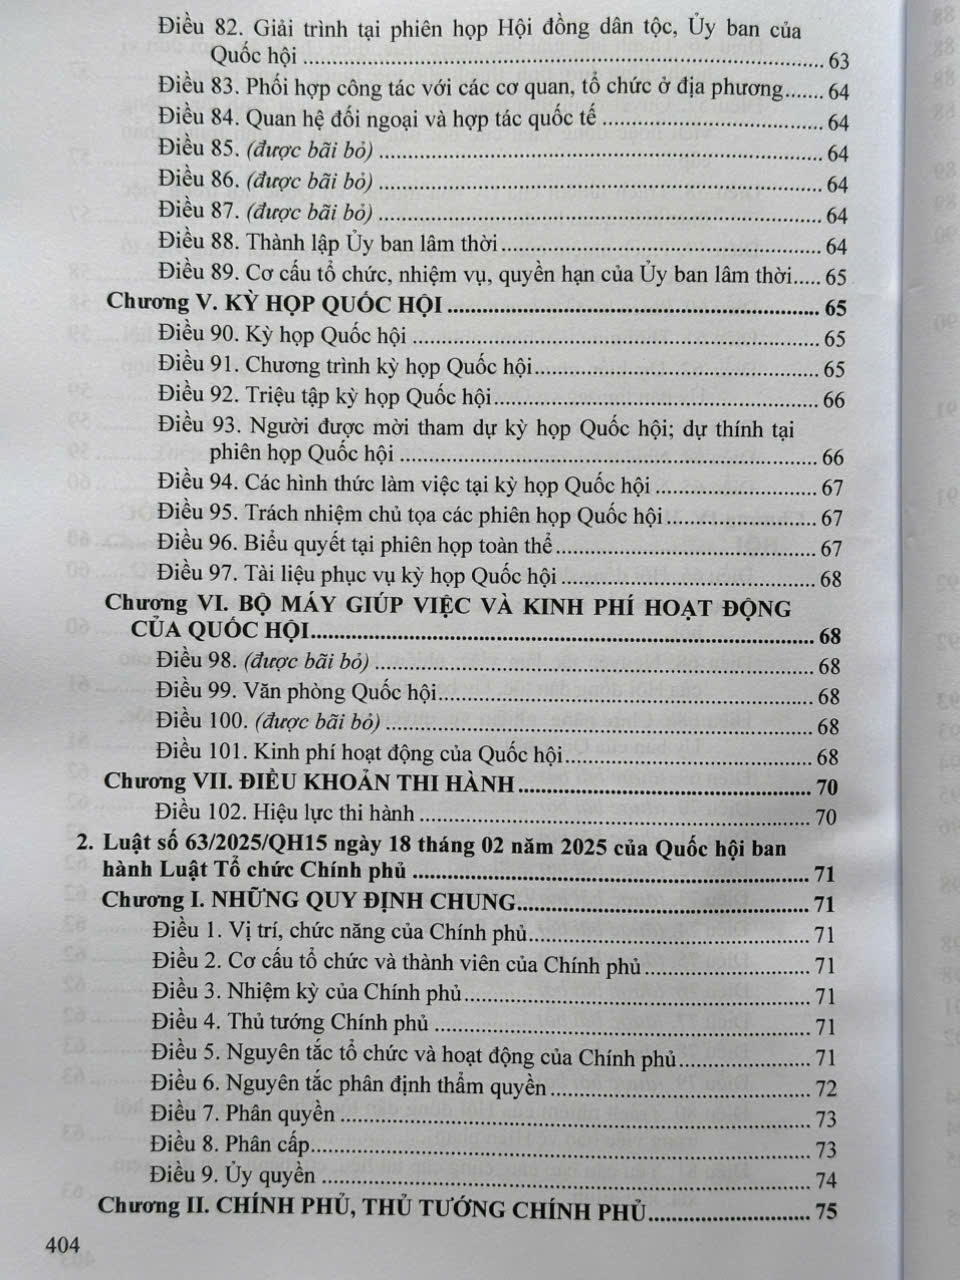 Điều 82. Giải trình tại phiên họp Hội đồng dân tộc, Ủy ban của
Quốc hội ........ 63
Điều 83. Phối hợp công tác với các cơ quan, tổ chức ở địa phương....... 64
Điều 84. Quan hệ đối ngoại và hợp tác quốc tế ........ 64
Điều 85. (được bãi bỏ) ........ 64
Điều 86. (được bãi bỏ) ........ 64
Điều 87. (được bãi bỏ) ........ 64
Điều 88. Thành lập Ủy ban lâm thời ........ 64
Điều 89. Cơ cấu tổ chức, nhiệm vụ, quyền hạn của Ủy ban lâm thời..... 65
Chương V. KỲ HỌP QUỐC HỘI ........ 65
Điều 90. Kỳ họp Quốc hội ........ 65
Điều 91. Chương trình kỳ họp Quốc hội ........ 65
Điều 92. Triệu tập kỳ họp Quốc hội ........ 66
Điều 93. Người được mời tham dự kỳ họp Quốc hội; dự thính tại
phiên họp Quốc hội ........ 66
Điều 94. Các hình thức làm việc tại kỳ họp Quốc hội ........ 67
Điều 95. Trách nhiệm chủ tọa các phiên họp Quốc hội ........ 67
Điều 96. Biểu quyết tại phiên họp toàn thể ........ 67
Điều 97. Tài liệu phục vụ kỳ họp Quốc hội ........ 68
Chương VI. BỘ MÁY GIÚP VIỆC VÀ KINH PHÍ HOẠT ĐỘNG
CỦA QUỐC HỘI ........ 68
Điều 98. (được bãi bỏ) ........ 68
Điều 99. Văn phòng Quốc hội ........ 68
Điều 100. (được bãi bỏ) ........ 68
Điều 101. Kinh phí hoạt động của Quốc hội ........ 68
Chương VII. ĐIỀU KHOẢN THI HÀNH ........ 70
Điều 102. Hiệu lực thi hành ........ 70
2. Luật số 63/2025/QH15 ngày 18 tháng 02 năm 2025 của Quốc hội ban
hành Luật Tổ chức Chính phủ ........ 71
Chương I. NHỮNG QUY ĐỊNH CHUNG ........ 71
Điều 1. Vị trí, chức năng của Chính phủ ........ 71
Điều 2. Cơ cấu tổ chức và thành viên của Chính phủ ........ 71
Điều 3. Nhiệm kỳ của Chính phủ ........ 71
Điều 4. Thủ tướng Chính phủ ........ 71
Điều 5. Nguyên tắc tổ chức và hoạt động của Chính phủ ........ 71
Điều 6. Nguyên tắc phân định thẩm quyền ........ 72
Điều 7. Phân quyền ........ 73
Điều 8. Phân cấp ........ 73
Điều 9. Ủy quyền ........ 74
Chương II. CHÍNH PHỦ, THỦ TƯỚNG CHÍNH PHỦ ........ 75
404